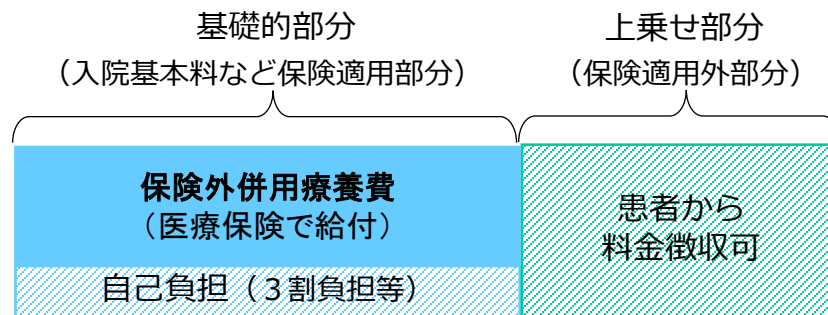 基礎的部分
（入院基本料など保険適用部分）
上乗せ部分
（保険適用外部分）
保険外併用療養費
（医療保険で給付）
自己負担（３割負担等）
患者から
料金徴収可